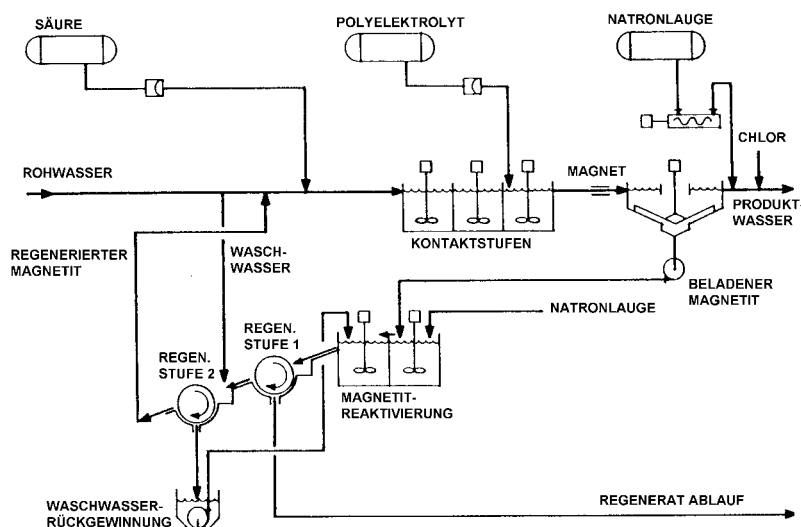 SÄURE
POLYELEKTROLYT
NATRONLAUGE
CHLOR
ROHWASSER
MAGNET
PRODUKT-
WASSER
KONTAKTSTUFEN
REGENERIERTER
MAGNETIT
WASCH-
WASSER
BELADENER
MAGNETIT
NATRONLAUGE
REGEN.
STUFE 1
REGEN.
STUFE 2
MAGNETIT-
REAKTIVIERUNG
WASCHWASSER-
RÜCKGEWINNUNG
REGENERAT ABLAUF